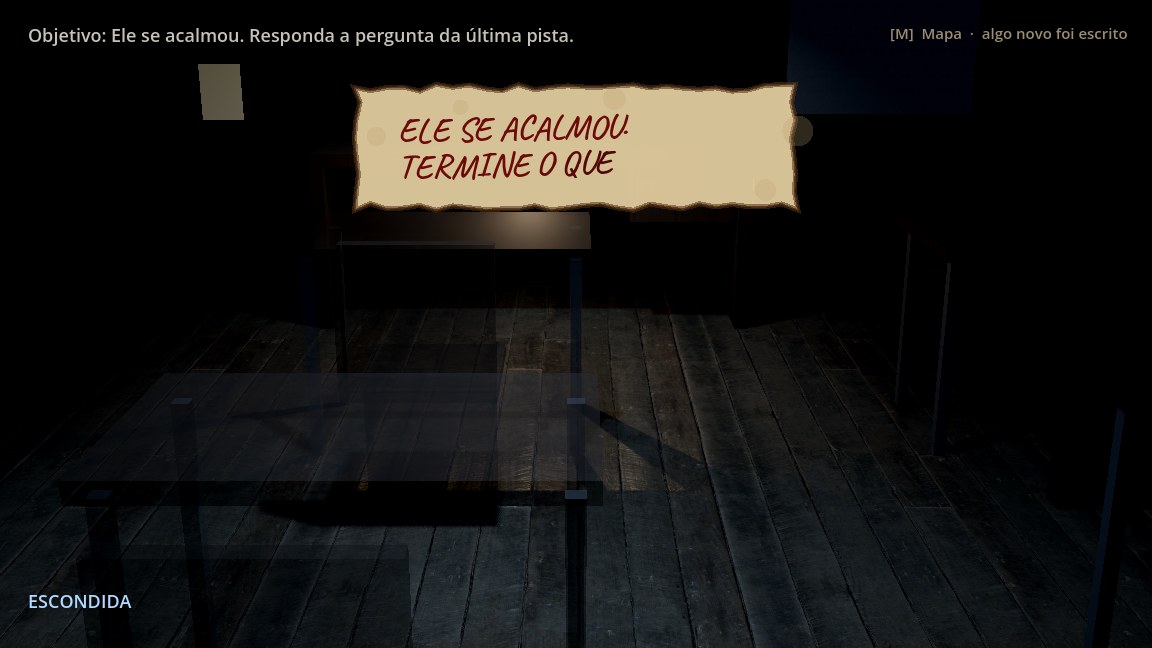 Objetivo: Ele se acalmou. Responda a pergunta da última pista.
[M] Mapa · algo novo foi escrito
ELE SE ACALMOU.
TERMINE O QUE
ESCONDIDA